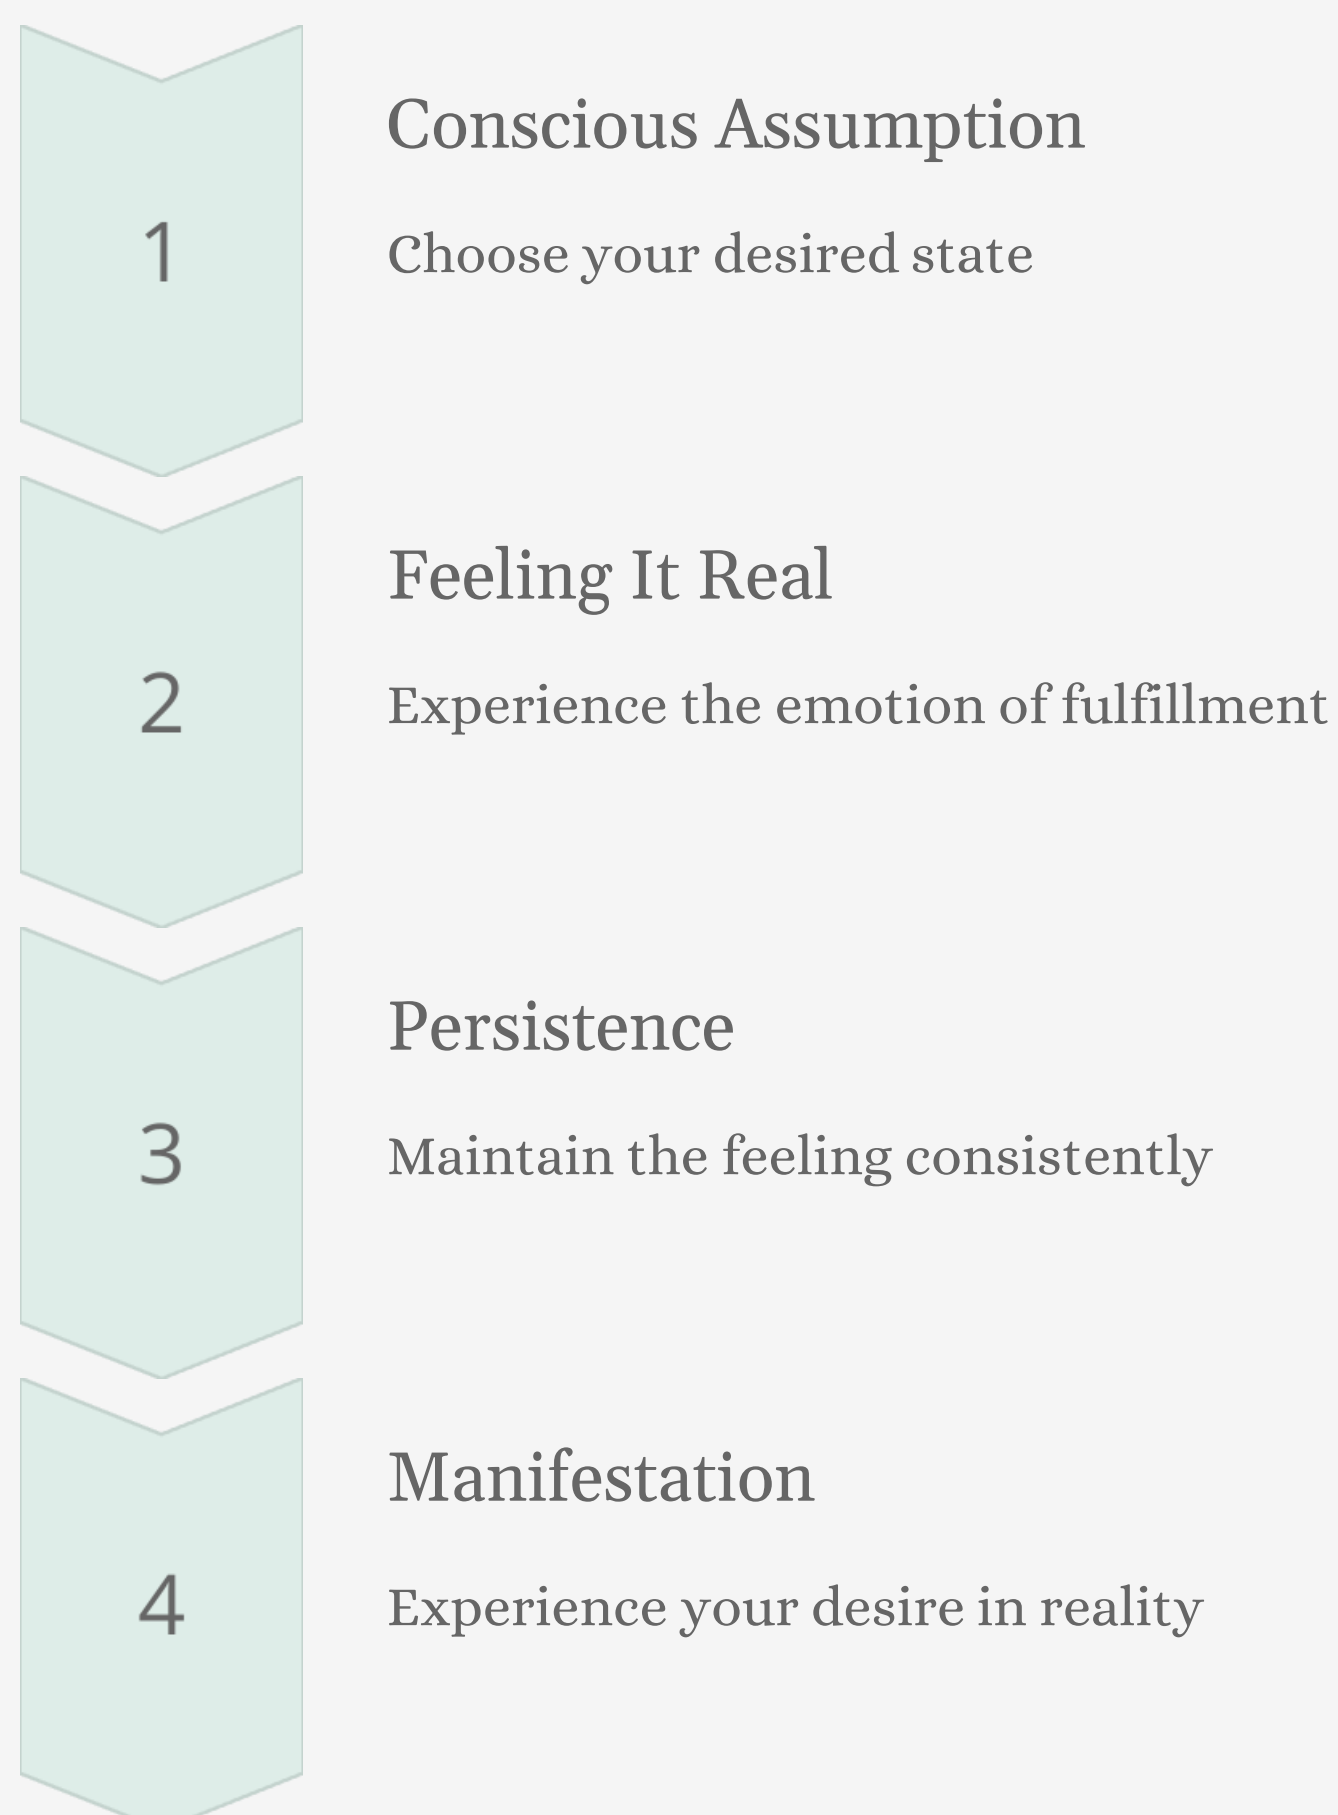 1
Conscious Assumption
Choose your desired state
2
Feeling It Real
Experience the emotion of fulfillment
3
Persistence
Maintain the feeling consistently
4
Manifestation
Experience your desire in reality